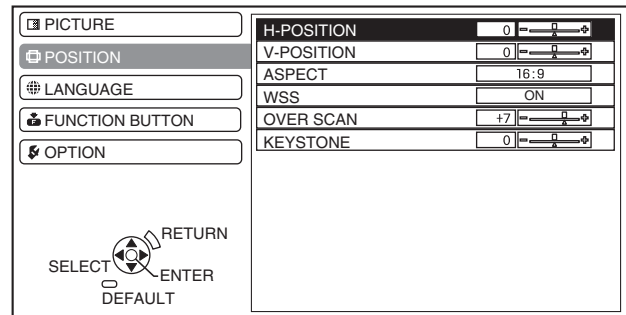 PICTURE
POSITION
LANGUAGE
FUNCTION BUTTON
OPTION
H-POSITION 0
V-POSITION 0
ASPECT 16:9
WSS ON
OVER SCAN +7
KEYSTONE 0
RETURN
SELECT
ENTER
DEFAULT